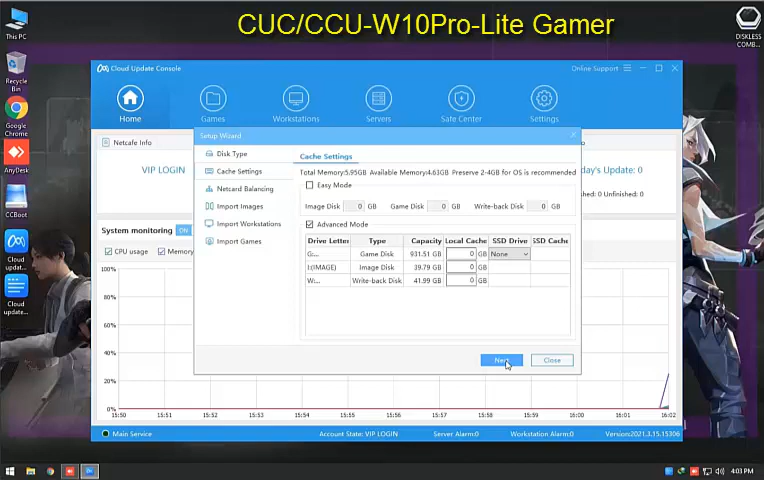 CUC/CCU-W10Pro-Lite Gamer
This PC
Recycle
Bin
Google
Chrome
AnyDesk
CCBoot
Cloud
updat...
Cloud
updat...
DISKLESS
COMB...
Cloud Update Console
Online Support
Home
Games
Workstations
Servers
Safe Center
Settings
Netcafe Info
VIP LOGIN
day's Update: 0
shed: 0 Unfinished: 0
System monitoring ON
CPU usage
Memory
Setup Wizard
Disk Type
Cache Settings
Netcard Balancing
Import Images
Import Workstations
Import Games
Cache Settings
Total Memory:5.95GB Available Memory:4.63GB Preserve 2-4GB for OS is recommended
Easy Mode
Image Disk 0 GB Game Disk 0 GB Write-back Disk 0 GB
Advanced Mode
Drive Letter Type Capacity Local Cache SSD Drive SSD Cache
G:... Game Disk 931.51 GB 0 GB None
I:(IMAGE) Image Disk 39.79 GB 0 GB
W:... Write-back Disk 41.99 GB 0 GB
Next
Close
100%
80%
60%
40%
20%
0%
15:50 15:51 15:52 15:53 15:54 15:55 15:56 15:57 15:58 15:59 16:00 16:01 16:02
Main Service
Account State: VIP LOGIN
Server Alarm:0
Workstation Alarm:0
Version:2021.3.15.15306
4:03 PM